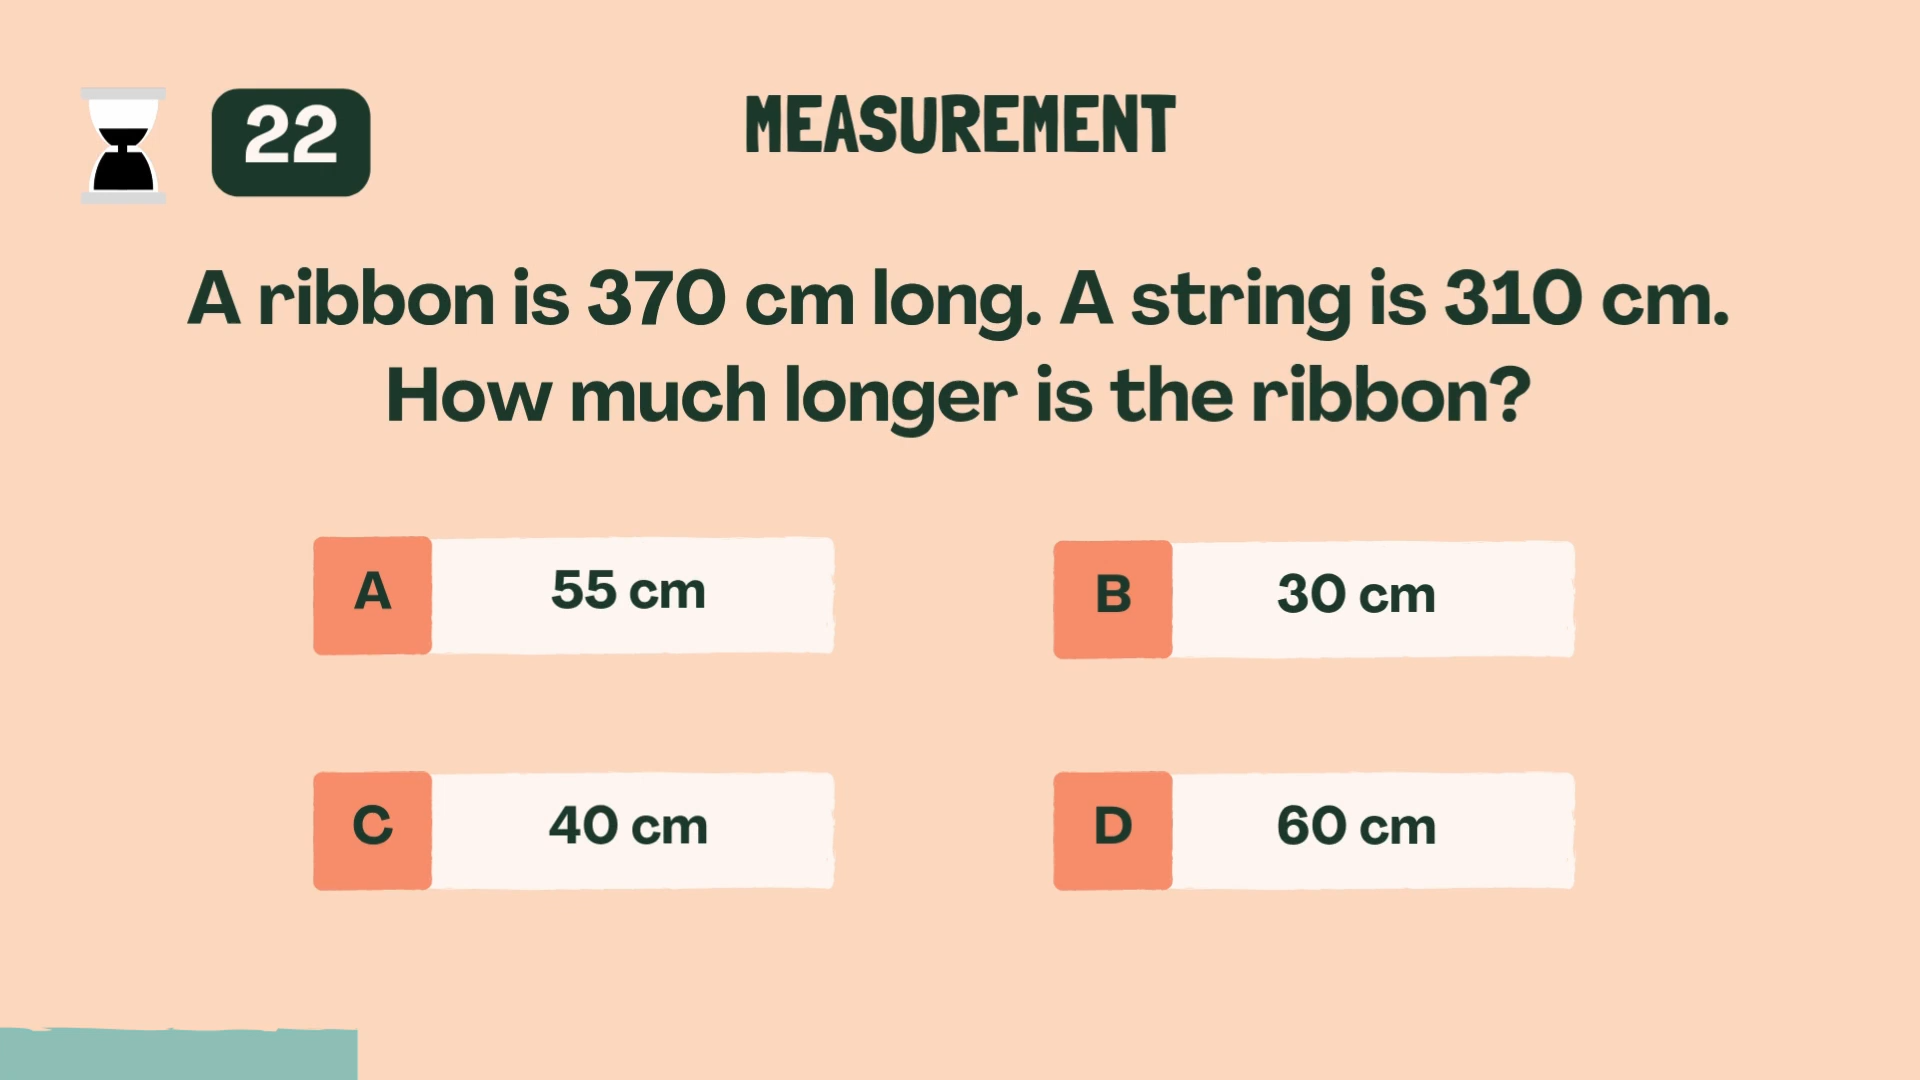 22
MEASUREMENT
A ribbon is 370 cm long. A string is 310 cm.
How much longer is the ribbon?
A 55 cm
B 30 cm
C 40 cm
D 60 cm